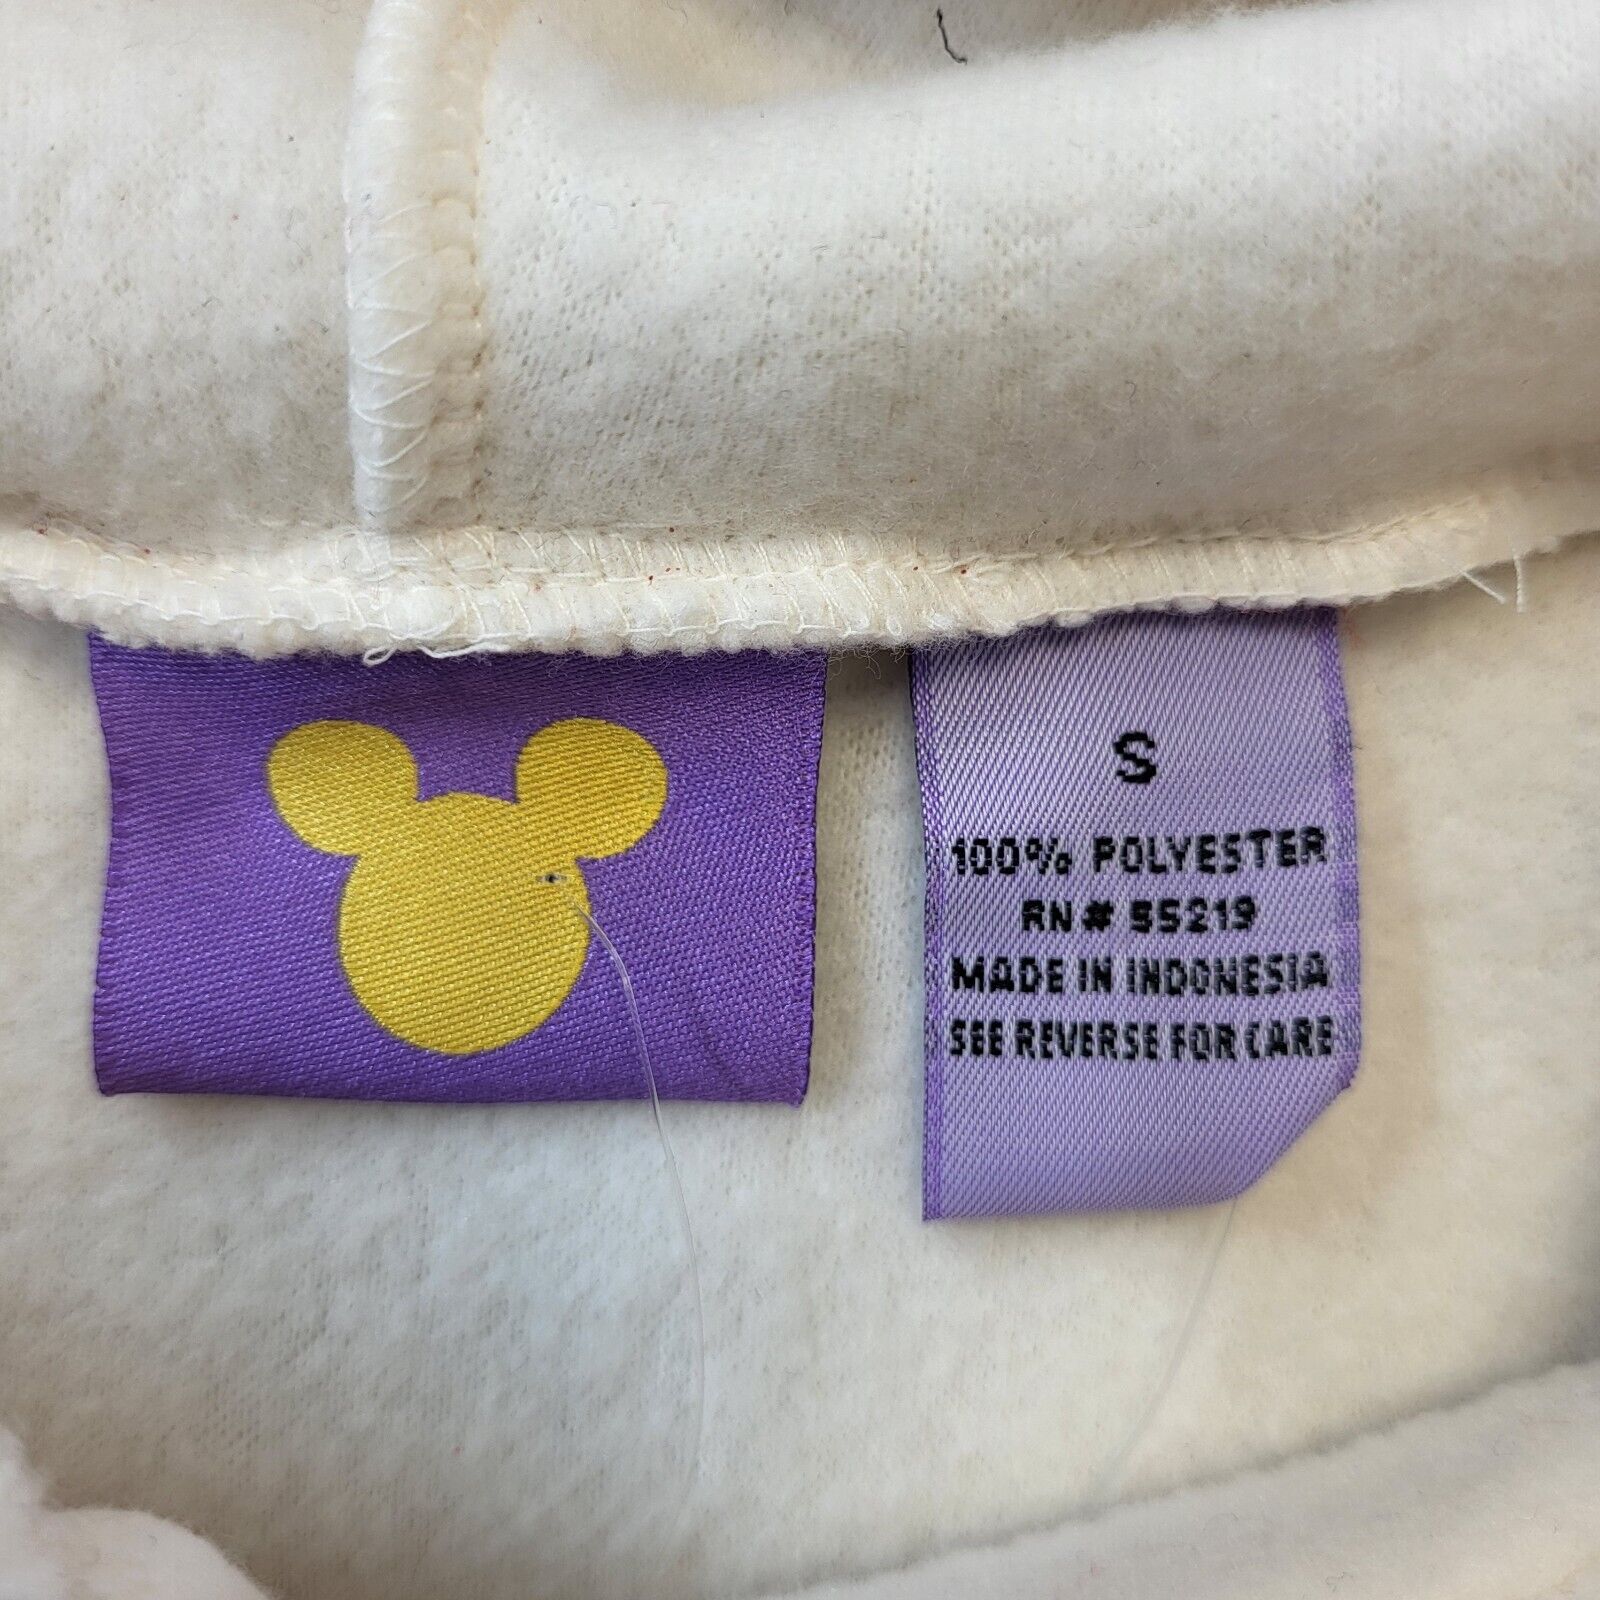 S
100% POLYESTER
RN# 55219
MADE IN INDONESIA
SEE REVERSE FOR CARE